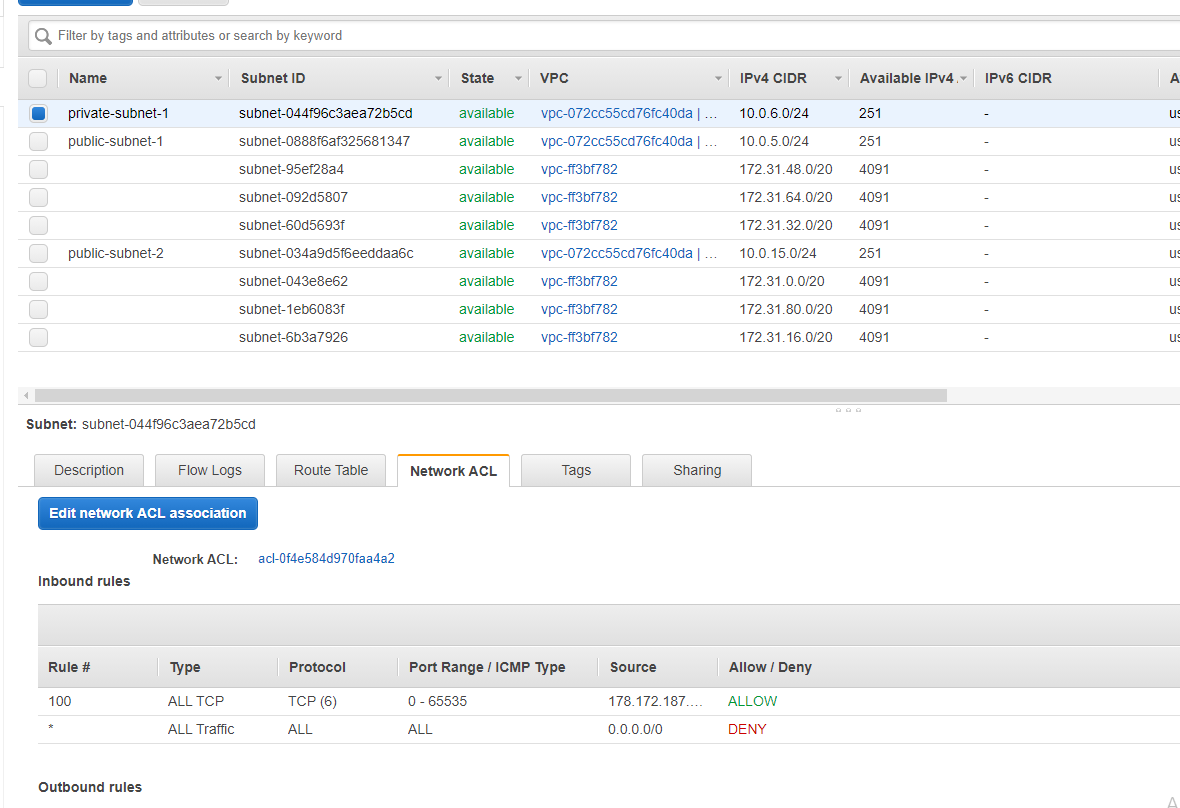 Filter by tags and attributes or search by keyword
Name Subnet ID State VPC IPv4 CIDR Available IPv4 . IPv6 CIDR A
private-subnet-1 subnet-044f96c3aea72b5cd available vpc-072cc55cd76fc40da | … 10.0.6.0/24 251 - us
public-subnet-1 subnet-0888f6af325681347 available vpc-072cc55cd76fc40da | … 10.0.5.0/24 251 - us
subnet-95ef28a4 available vpc-ff3bf782 172.31.48.0/20 4091 - us
subnet-092d5807 available vpc-ff3bf782 172.31.64.0/20 4091 - us
subnet-60d5693f available vpc-ff3bf782 172.31.32.0/20 4091 - us
public-subnet-2 subnet-034a9d5f6eeddaa6c available vpc-072cc55cd76fc40da | … 10.0.15.0/24 251 - us
subnet-043e8e62 available vpc-ff3bf782 172.31.0.0/20 4091 - us
subnet-1eb6083f available vpc-ff3bf782 172.31.80.0/20 4091 - us
subnet-6b3a7926 available vpc-ff3bf782 172.31.16.0/20 4091 - us
Subnet: subnet-044f96c3aea72b5cd
Description Flow Logs Route Table Network ACL Tags Sharing
Edit network ACL association
Network ACL: acl-0f4e584d970faa4a2
Inbound rules
Rule # Type Protocol Port Range / ICMP Type Source Allow / Deny
100 ALL TCP TCP (6) 0 - 65535 178.172.187.… ALLOW
* ALL Traffic ALL ALL 0.0.0.0/0 DENY
Outbound rules
A